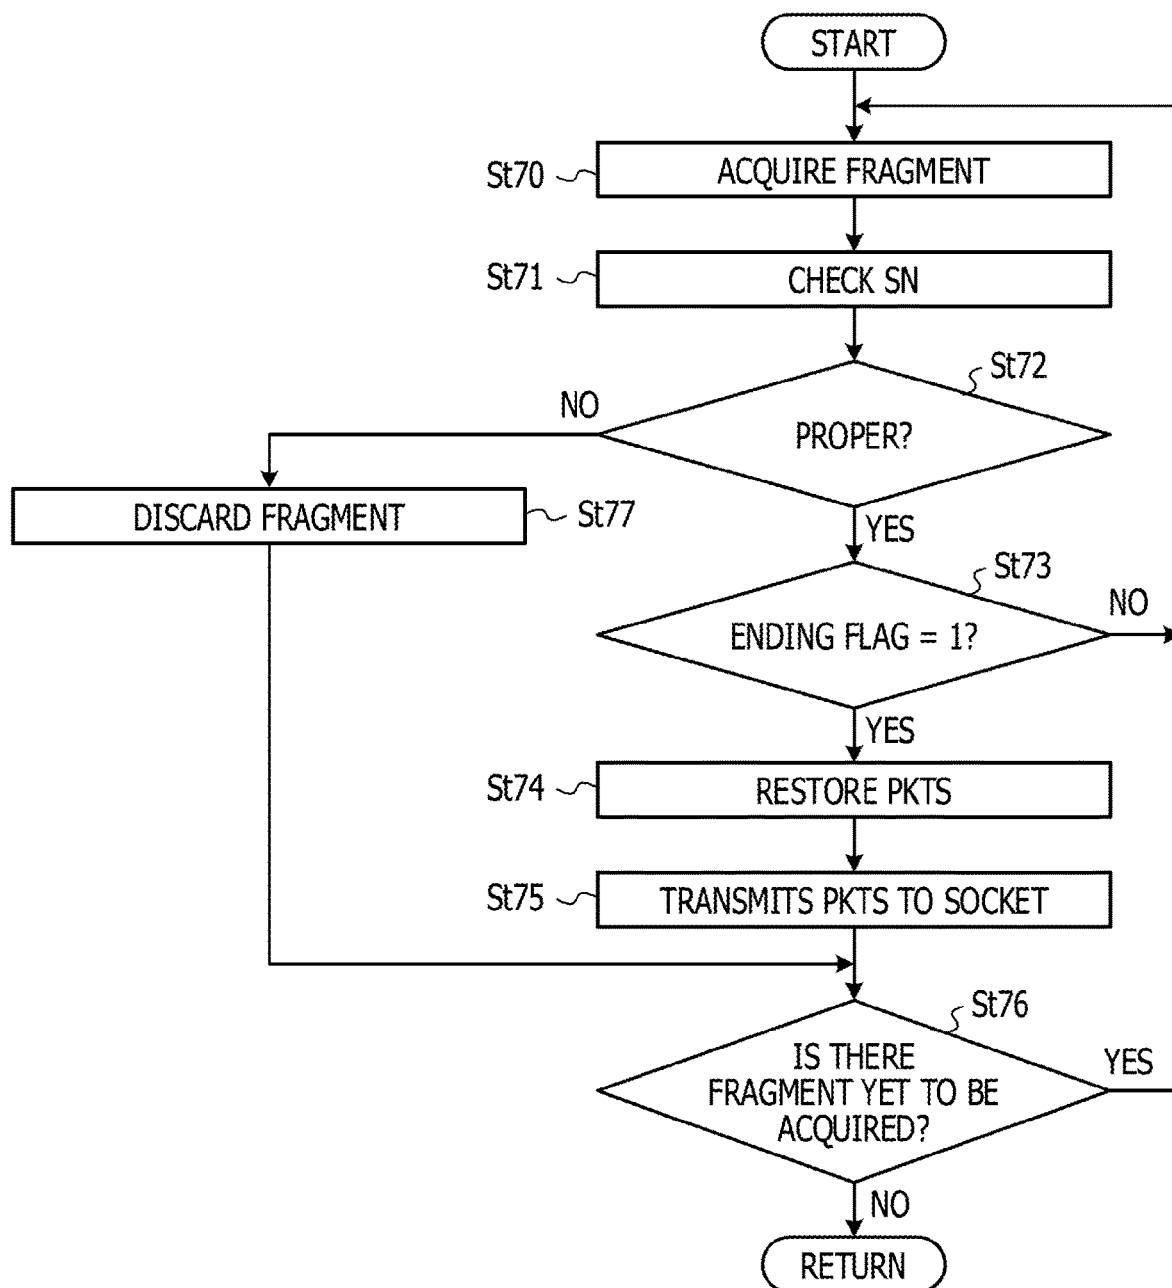 START
St70
ACQUIRE FRAGMENT
St71
CHECK SN
St72
NO
PROPER?
DISCARD FRAGMENT
St77
YES
St73
NO
ENDING FLAG = 1?
YES
St74
RESTORE PKTS
St75
TRANSMITS PKTS TO SOCKET
St76
IS THERE
FRAGMENT YET TO BE
ACQUIRED?
YES
NO
RETURN